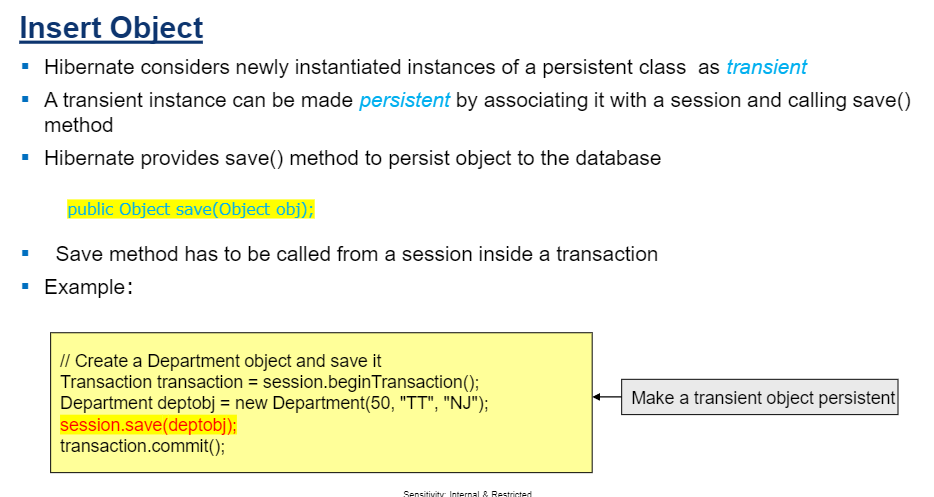 Insert Object
Hibernate considers newly instantiated instances of a persistent class as transient
A transient instance can be made persistent by associating it with a session and calling save()
method
Hibernate provides save() method to persist object to the database
public Object save(Object obj);
Save method has to be called from a session inside a transaction
Example:
// Create a Department object and save it
Transaction transaction = session.beginTransaction();
Department deptobj = new Department(50, "TT", "NJ");
session.save(deptobj);
transaction.commit();
Make a transient object persistent
Sensitivity: Internal & Restricted